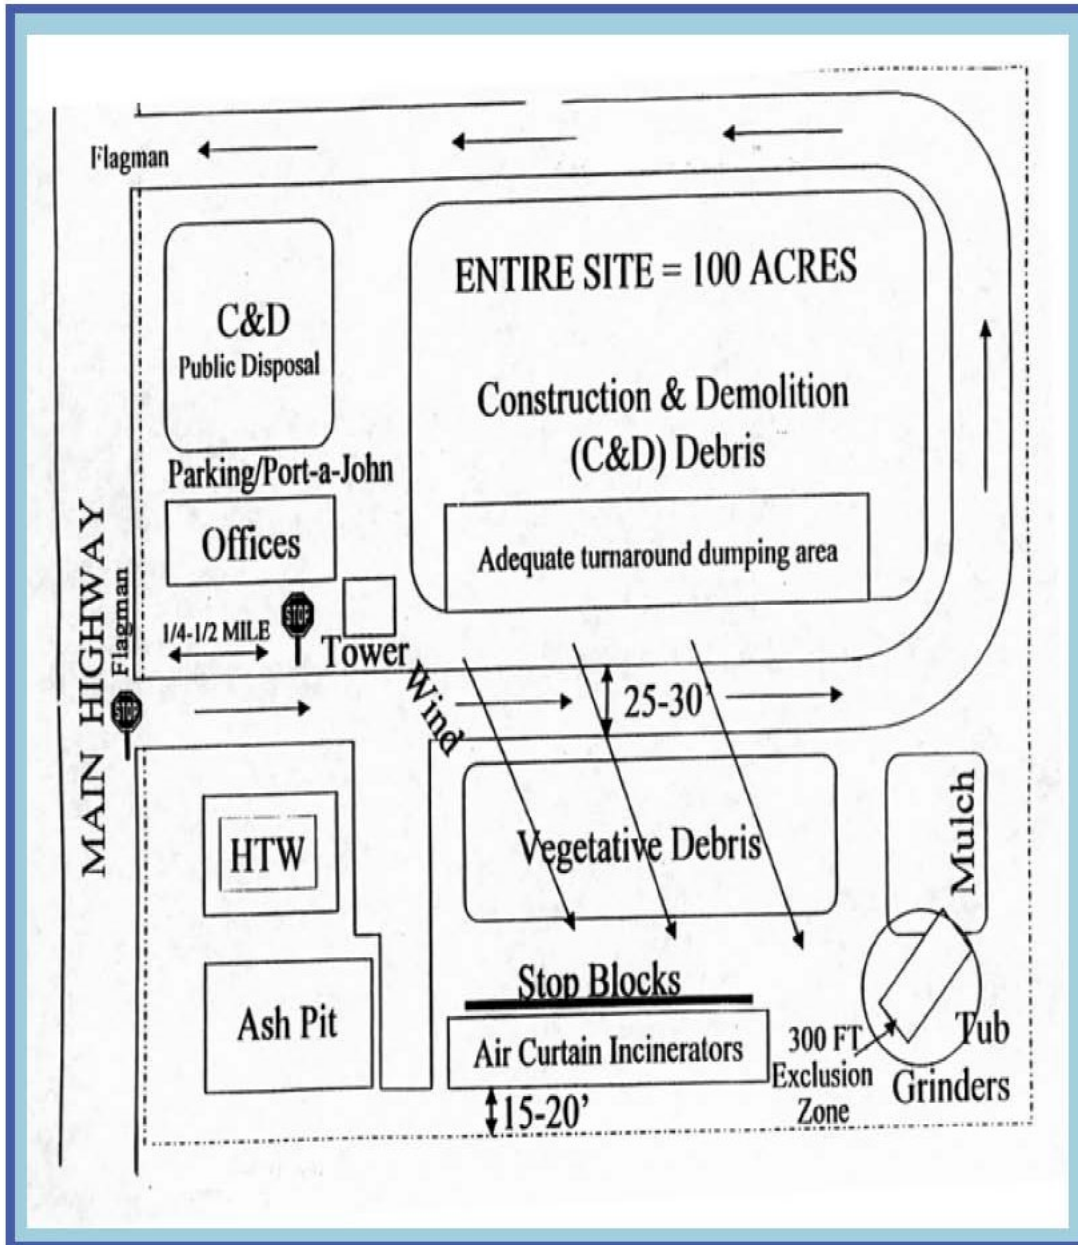 Flagman
ENTIRE SITE = 100 ACRES
C&D
Public Disposal
Construction & Demolition
(C&D) Debris
Parking/Port-a-John
Offices
Adequate turnaround dumping area
MAIN HIGHWAY
Flagman
1/4-1/2 MILE
STOP
Tower
Wind
25-30'
STOP
HTW
Vegetative Debris
Mulch
Stop Blocks
Ash Pit
Air Curtain Incinerators
300 FT
Exclusion
Zone
Tub
Grinders
15-20'